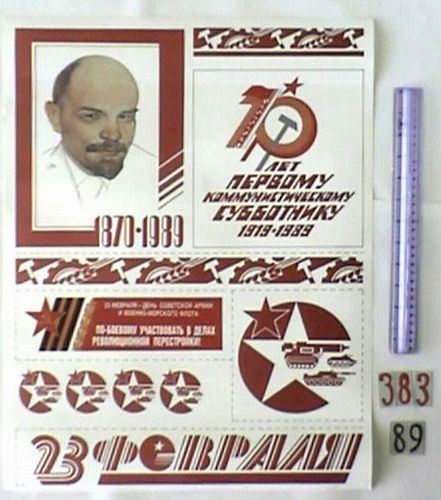 1870·1989
70
ЛЕТ
ПЕРВОМУ
КОММУНИСТИЧЕСКОМУ
СУББОТНИКУ
1919·1989
23 ФЕВРАЛЯ – ДЕНЬ СОВЕТСКОЙ АРМИИ
И ВОЕННО-МОРСКОГО ФЛОТА
ПО-БОЕВОМУ УЧАСТВОВАТЬ В ДЕЛАХ
РЕВОЛЮЦИОННОЙ ПЕРЕСТРОЙКИ!
383
89
23 ФЕВРАЛЯ